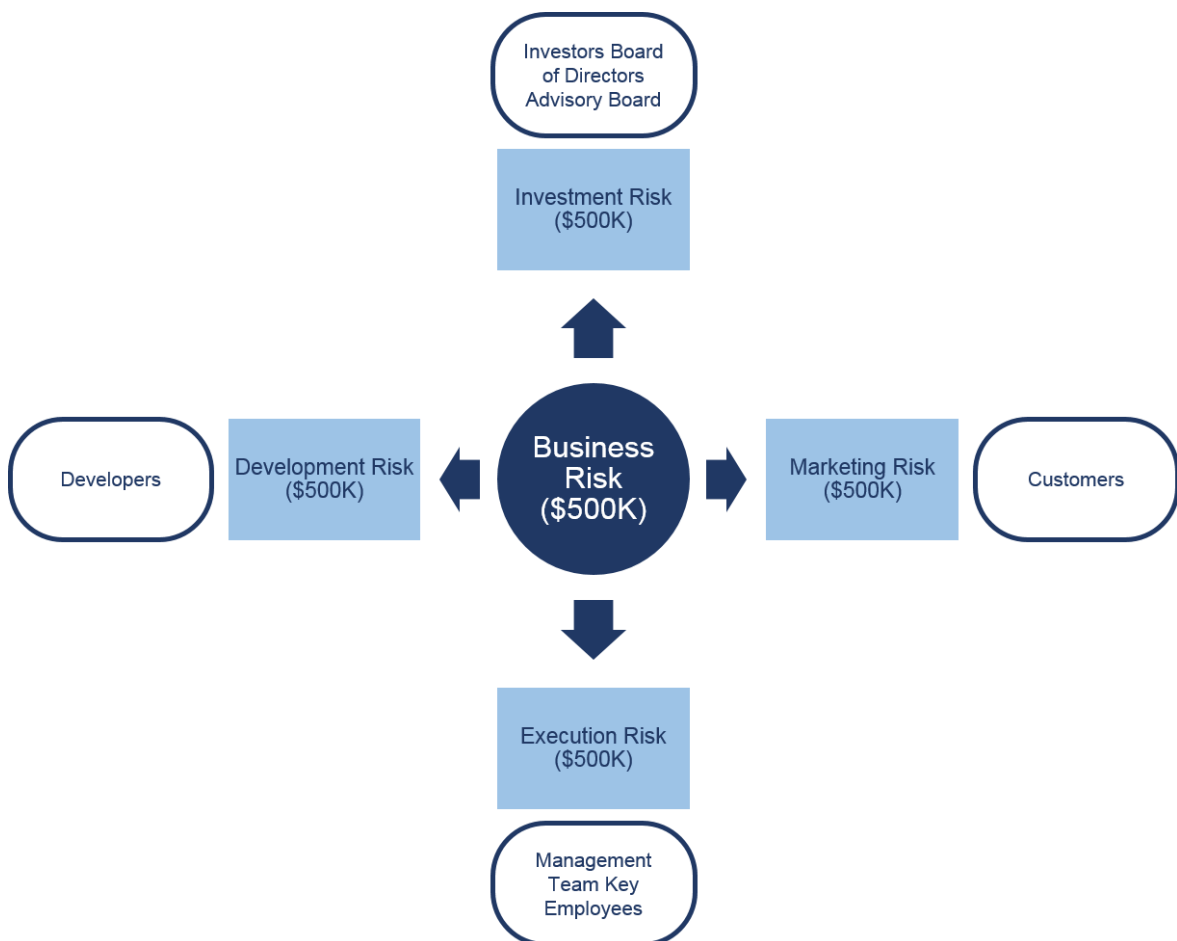 Investors Board
of Directors
Advisory Board
Investment Risk
($500K)
Developers
Development Risk
($500K)
Business
Risk
($500K)
Marketing Risk
($500K)
Customers
Execution Risk
($500K)
Management
Team Key
Employees